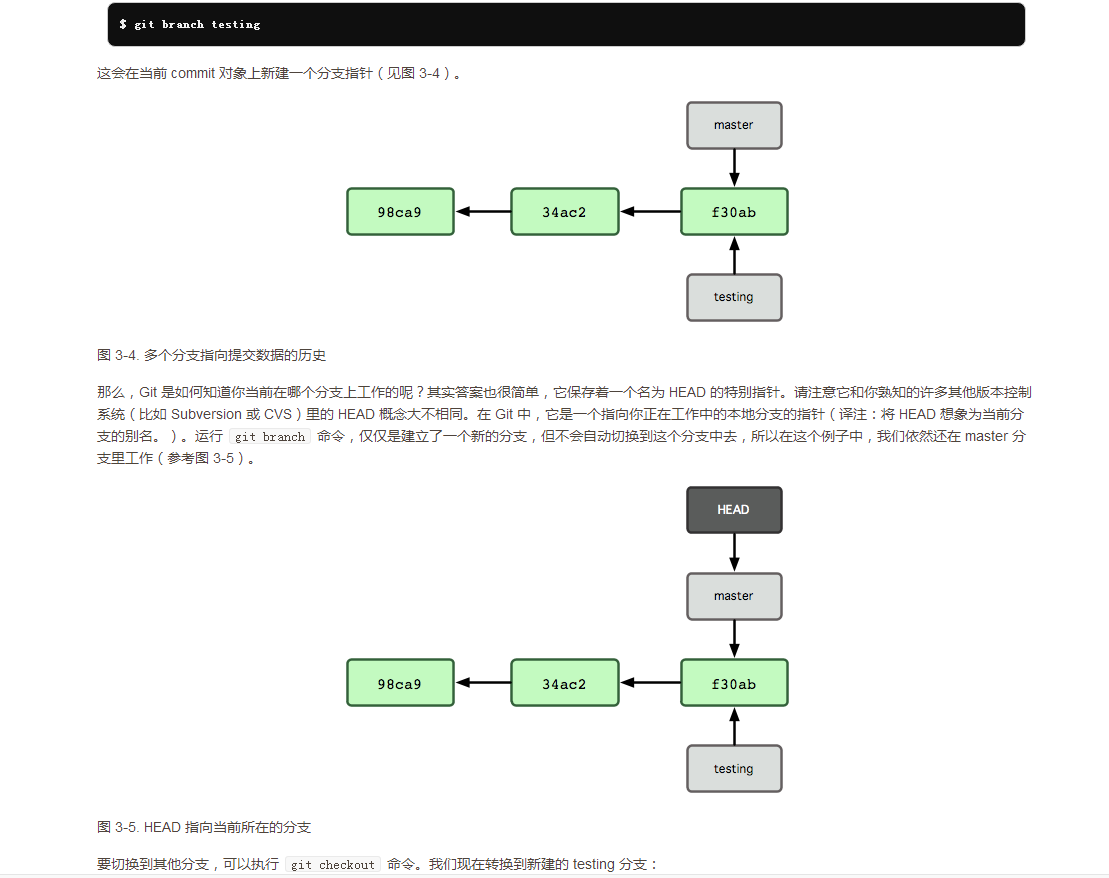 $ git branch testing
这会在当前 commit 对象上新建一个分支指针（见图 3-4）。
master
98ca9 34ac2 f30ab
testing
图 3-4. 多个分支指向提交数据的历史
那么，Git 是如何知道你当前在哪个分支上工作的呢？其实答案也很简单，它保存着一个名为 HEAD 的特别指针。请注意它和你熟知的许多其他版本控制
系统（比如 Subversion 或 CVS）里的 HEAD 概念大不相同。在 Git 中，它是一个指向你正在工作中的本地分支的指针（译注：将 HEAD 想象为当前分
支的别名。）。运行 git branch 命令，仅仅是建立了一个新的分支，但不会自动切换到这个分支中去，所以在这个例子中，我们依然还在 master 分
支里工作（参考图 3-5）。
HEAD
master
98ca9 34ac2 f30ab
testing
图 3-5. HEAD 指向当前所在的分支
要切换到其他分支，可以执行 git checkout 命令。我们现在转换到新建的 testing 分支：